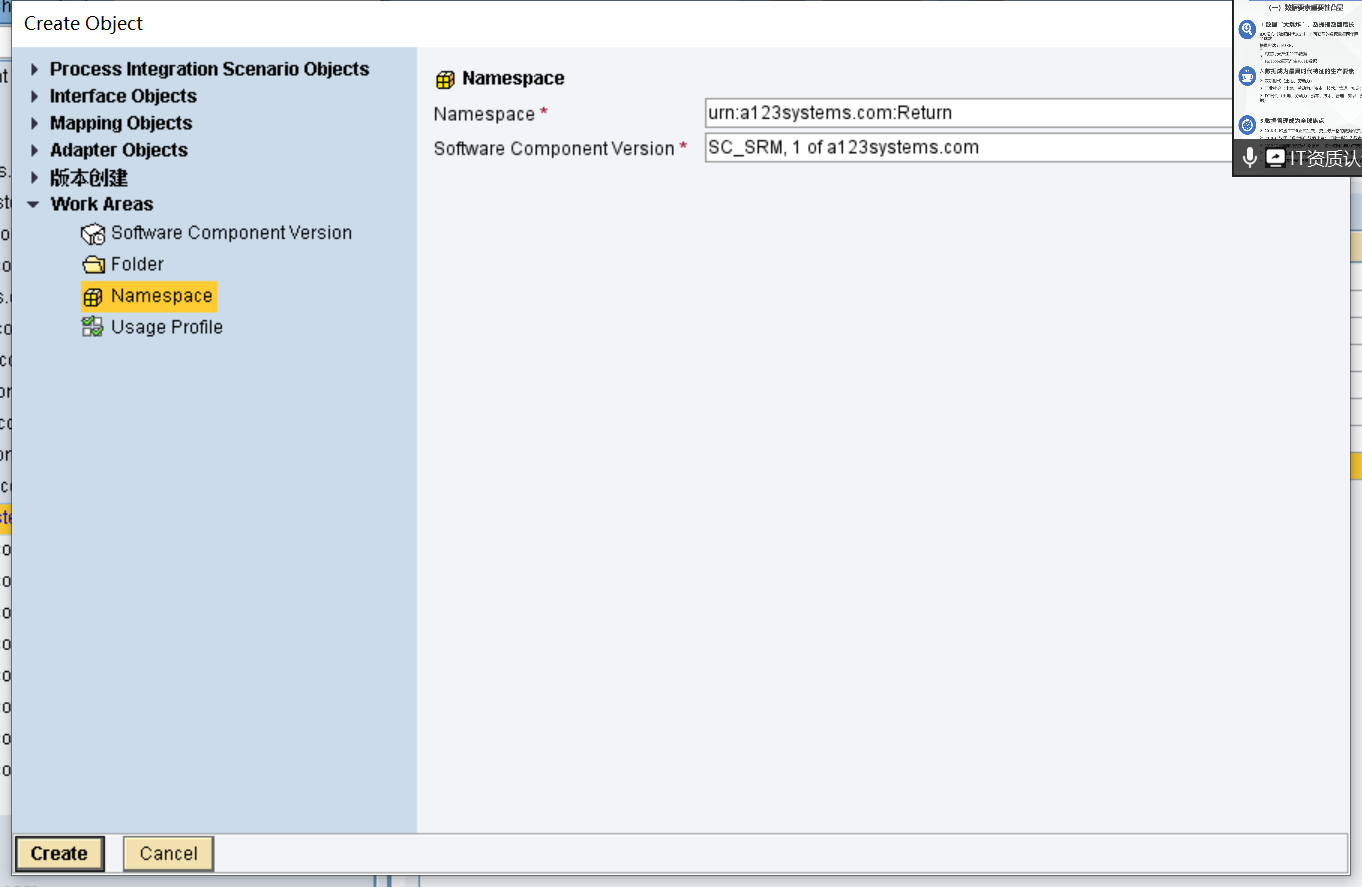 Create Object
Process Integration Scenario Objects
Interface Objects
Mapping Objects
Adapter Objects
版本创建
Work Areas
Software Component Version
Folder
Namespace
Usage Profile
Namespace
Namespace *
urn:a123systems.com:Return
Software Component Version *
SC_SRM, 1 of a123systems.com
IT资质认
Create
Cancel